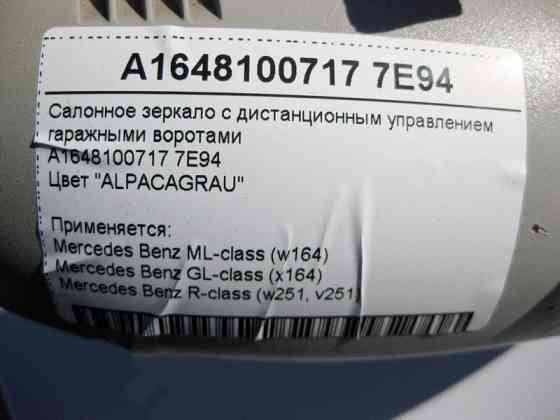 A1648100717 7E94
Салонное зеркало с дистанционным управлением
гаражными воротами
A1648100717 7E94
Цвет "ALPACAGRAU"
Применяется:
Mercedes Benz ML-class (w164)
Mercedes Benz GL-class (x164)
Mercedes Benz R-class (w251, v251)